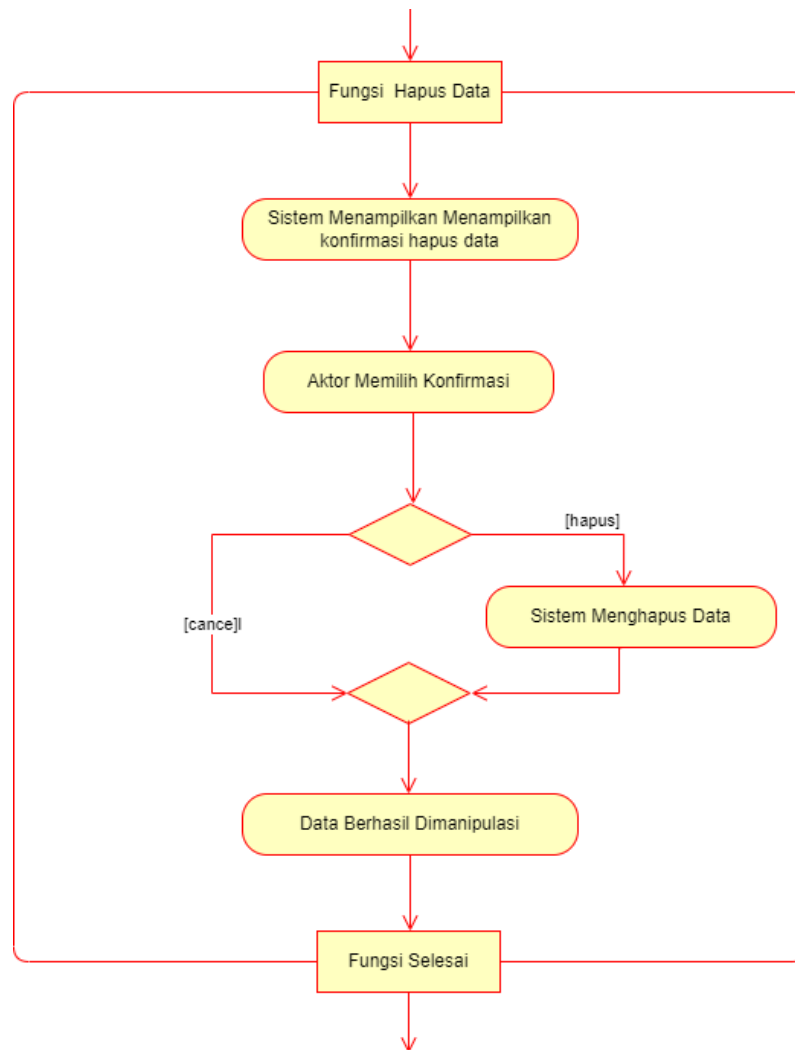 Fungsi  Hapus Data
Sistem Menampilkan Menampilkan
konfirmasi hapus data
Aktor Memilih Konfirmasi
[hapus]
[cance]l
Sistem Menghapus Data
Data Berhasil Dimanipulasi
Fungsi Selesai